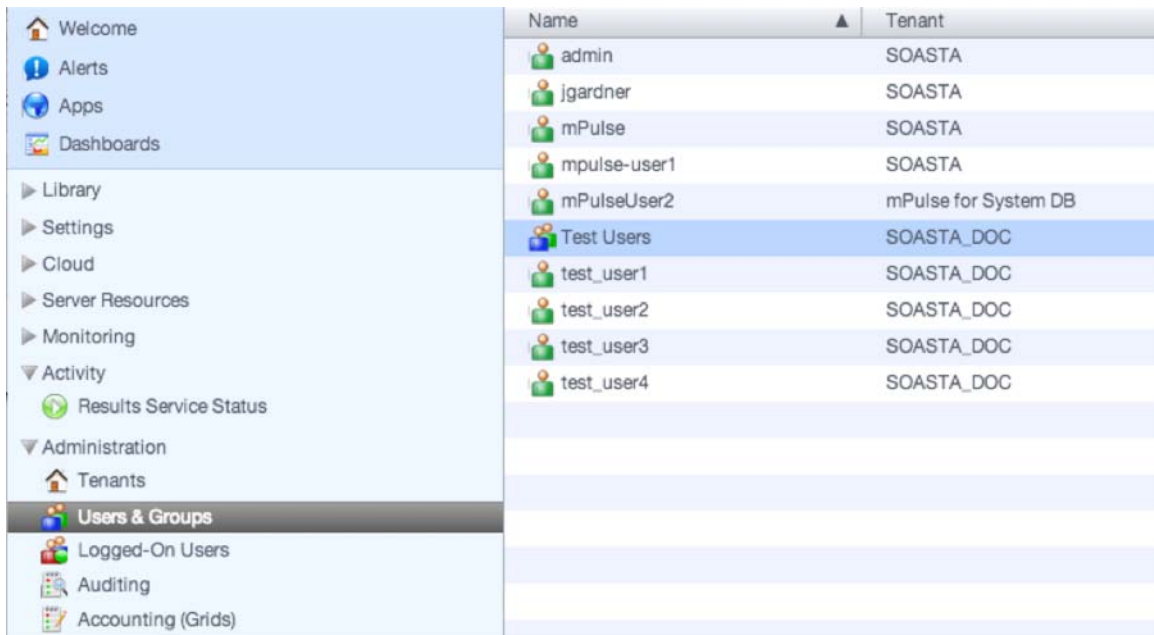 Welcome
Alerts
Apps
Dashboards
Library
Settings
Cloud
Server Resources
Monitoring
Activity
Results Service Status
Administration
Tenants
Users & Groups
Logged-On Users
Auditing
Accounting (Grids)
Name Tenant
admin SOASTA
jgardner SOASTA
mPulse SOASTA
mpulse-user1 SOASTA
mPulseUser2 mPulse for System DB
Test Users SOASTA_DOC
test_user1 SOASTA_DOC
test_user2 SOASTA_DOC
test_user3 SOASTA_DOC
test_user4 SOASTA_DOC